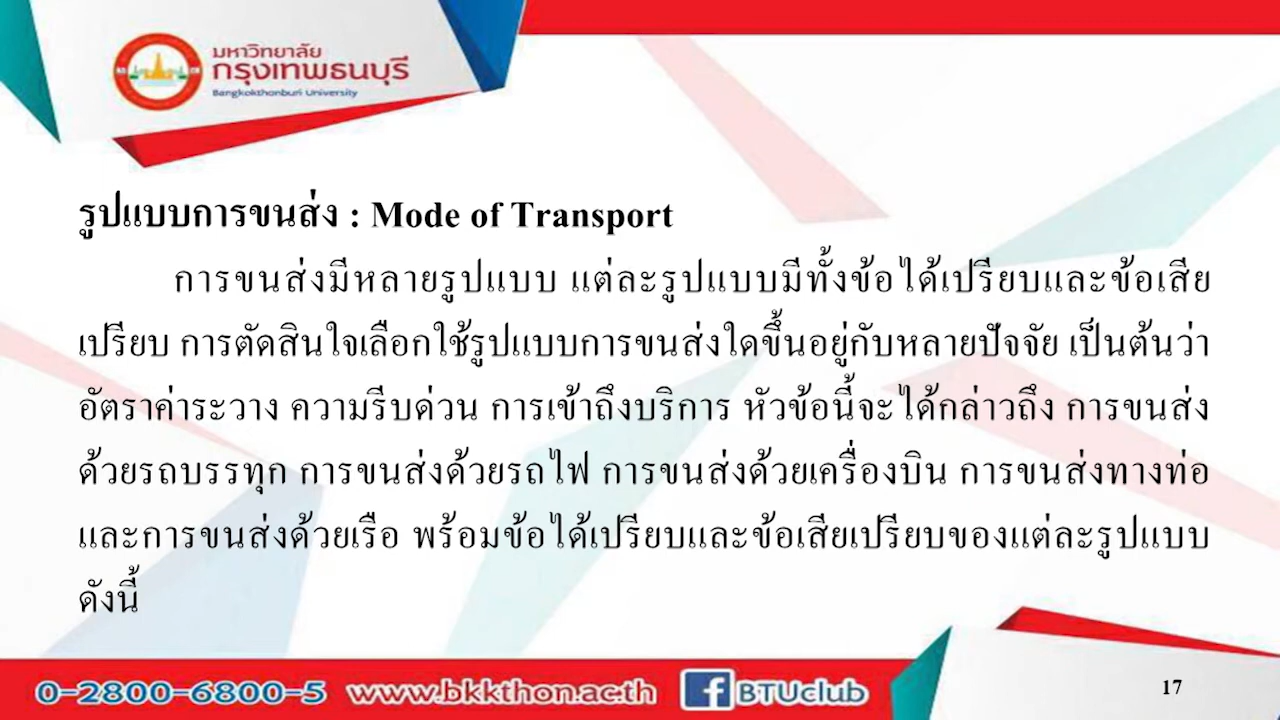 มหาวิทยาลัย
กรุงเทพธนบุรี
Bangkokthonburi University
รูปแบบการขนส่ง : Mode of Transport
การขนส่งมีหลายรูปแบบ แต่ละรูปแบบมีทั้งข้อได้เปรียบและข้อเสีย
เปรียบ การตัดสินใจเลือกใช้รูปแบบการขนส่งใดขึ้นอยู่กับหลายปัจจัย เป็นต้นว่า
อัตราค่าระวาง ความรีบด่วน การเข้าถึงบริการ หัวข้อนี้จะได้กล่าวถึง การขนส่ง
ด้วยรถบรรทุก การขนส่งด้วยรถไฟ การขนส่งด้วยเครื่องบิน การขนส่งทางท่อ
และการขนส่งด้วยเรือ พร้อมข้อได้เปรียบและข้อเสียเปรียบของแต่ละรูปแบบ
ดังนี้
0-2800-6800-5 www.bkkthon.ac.th f BTUclub
17